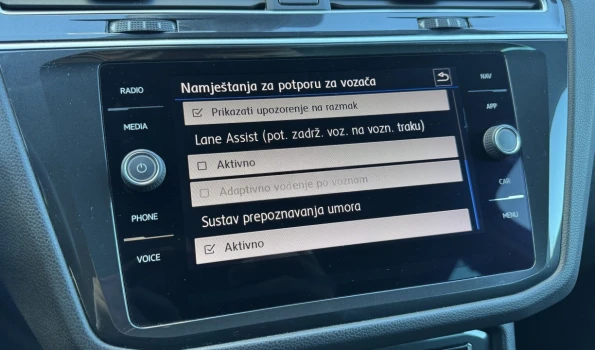 RADIO
MEDIA
PHONE
VOICE
Namještanja za potporu za vozača
Prikazati upozorenje na razmak
Lane Assist (pot. zadrž. voz. na vozn. traku)
Aktivno
Adaptivno vođenje po voznom
Sustav prepoznavanja umora
Aktivno
NAV
APP
CAR
MENU